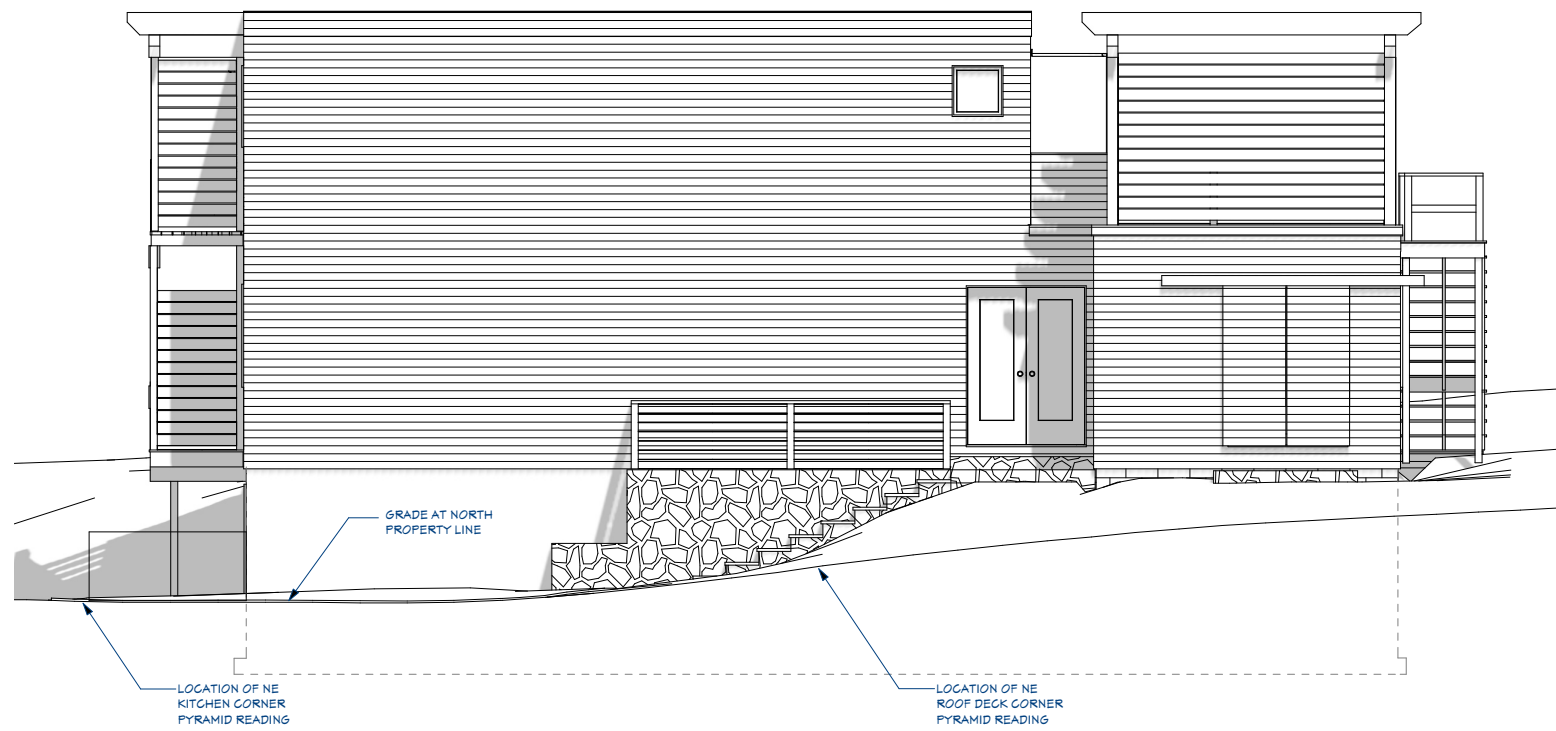 GRADE AT NORTH
PROPERTY LINE
LOCATION OF NE
KITCHEN CORNER
PYRAMID READING
LOCATION OF NE
ROOF DECK CORNER
PYRAMID READING